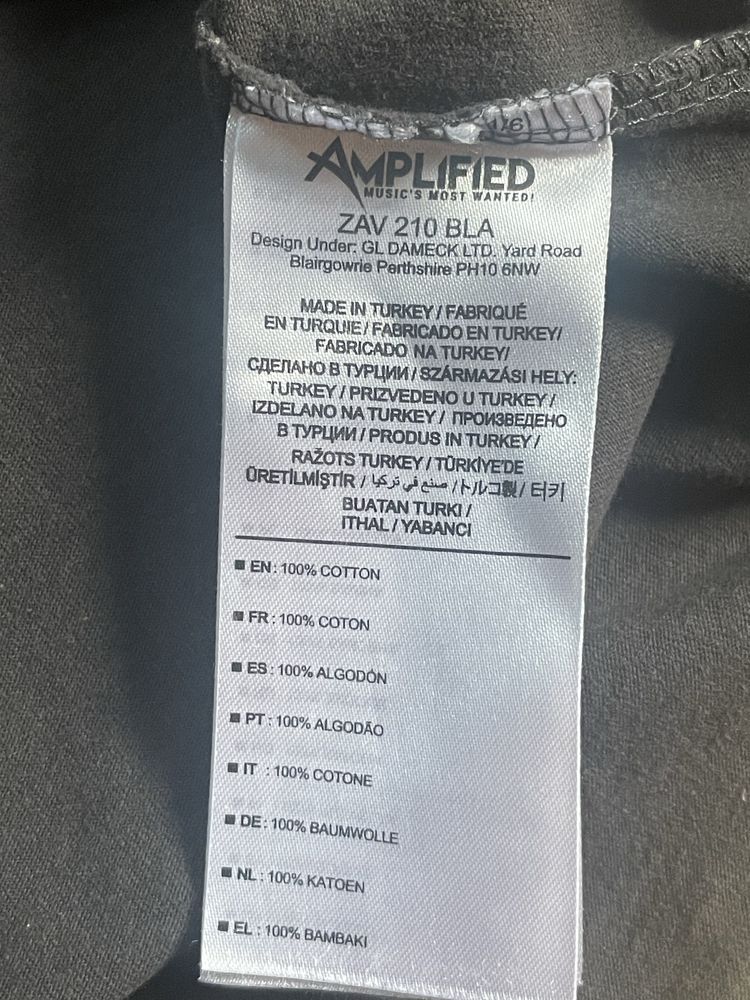 1/6
AMPLIFIED
MUSIC'S MOST WANTED!
ZAV 210 BLA
Design Under: GL DAMECK LTD. Yard Road
Blairgowrie Perthshire PH10 6NW
MADE IN TURKEY / FABRIQUÉ
EN TURQUIE / FABRICADO EN TURKEY/
FABRICADO NA TURKEY/
СДЕЛАНО В ТУРЦИИ / SZÁRMAZÁSI HELY:
TURKEY / PRIZVEDENO U TURKEY /
IZDELANO NA TURKEY / ПРОИЗВЕДЕНО
В ТУРЦИИ / PRODUS IN TURKEY /
RAŽOTS TURKEY / TÜRKİYE'DE
ÜRETİLMİŞTİR / صنع في تركيا /トルコ製 / 터키
BUATAN TURKI /
ITHAL / YABANCI
EN : 100% COTTON
FR : 100% COTON
ES : 100% ALGODÓN
PT : 100% ALGODÃO
IT : 100% COTONE
DE : 100% BAUMWOLLE
NL : 100% KATOEN
EL : 100% BAMBAKI